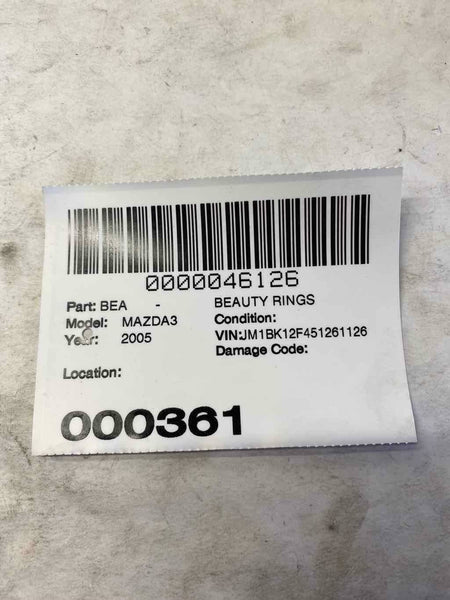 0000046126
Part: BEA - BEAUTY RINGS
Model: MAZDA3 Condition:
Year: 2005 VIN:JM1BK12F451261126
Damage Code:
Location:
000361